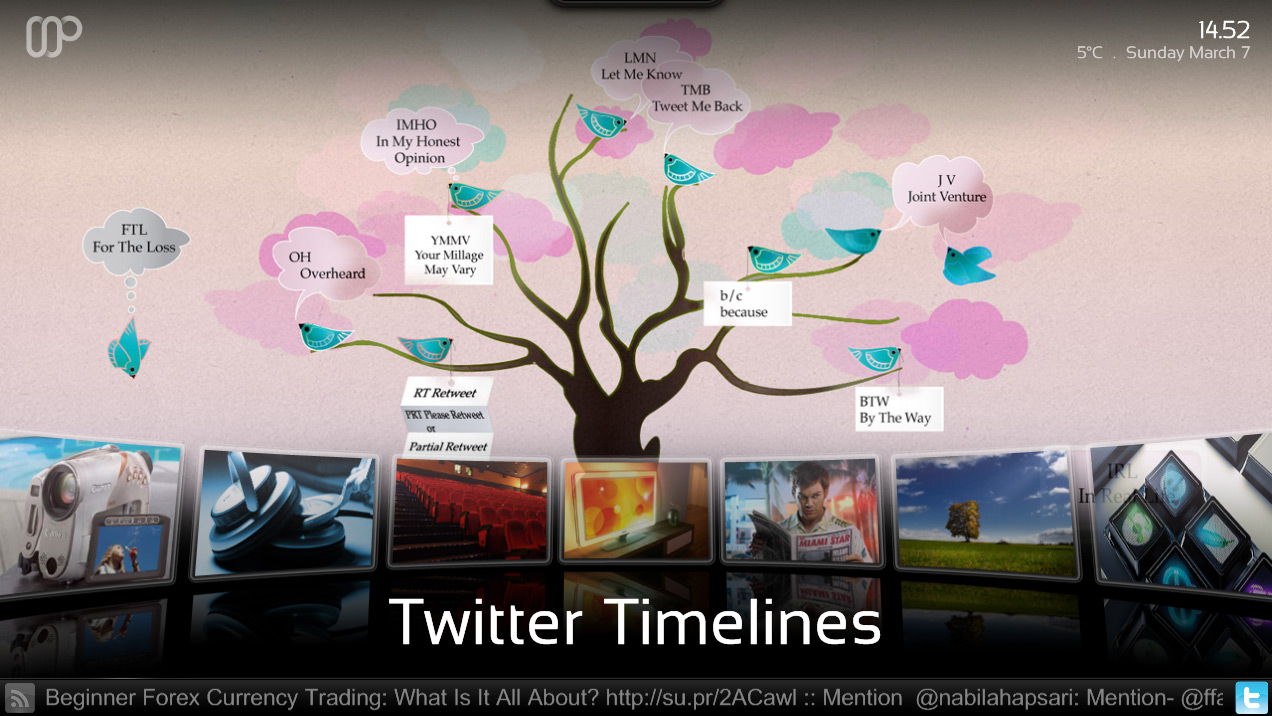 14.52
5°C . Sunday March 7
LMN
Let Me Know
TMB
Tweet Me Back
IMHO
In My Honest
Opinion
J V
Joint Venture
FTL
For The Loss
OH
Overheard
YMMV
Your Millage
May Vary
b/c
because
RT Retweet
PRT Please Retweet
or
Partial Retweet
BTW
By The Way
IRL
In Real Life
Canon
MIAMI STAR
Twitter Timelines
Beginner Forex Currency Trading: What Is It All About? http://su.pr/2ACawl :: Mention @nabilahapsari: Mention- @ffa